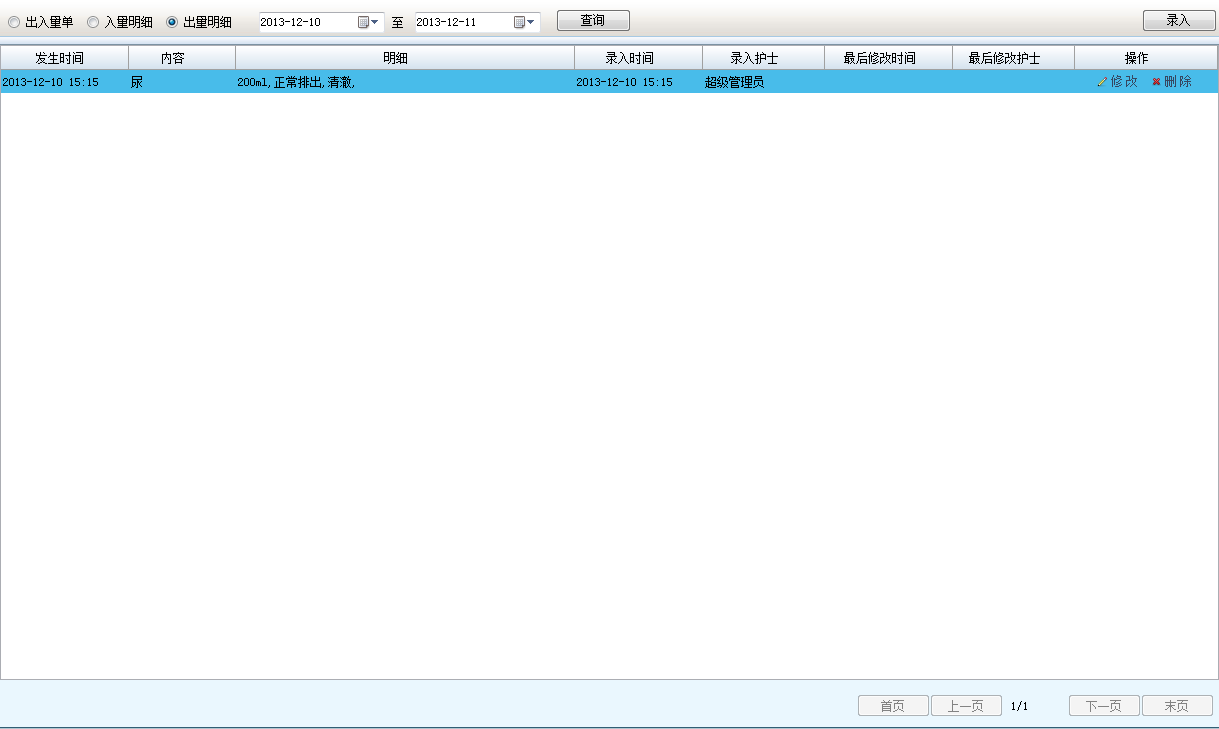 出入量单 入量明细 出量明细 2013-12-10 至 2013-12-11 查询 录入
发生时间 内容 明细 录入时间 录入护士 最后修改时间 最后修改护士 操作
2013-12-10 15:15 尿 200ml,正常排出,清澈, 2013-12-10 15:15 超级管理员 修改 删除
首页 上一页 1/1 下一页 末页